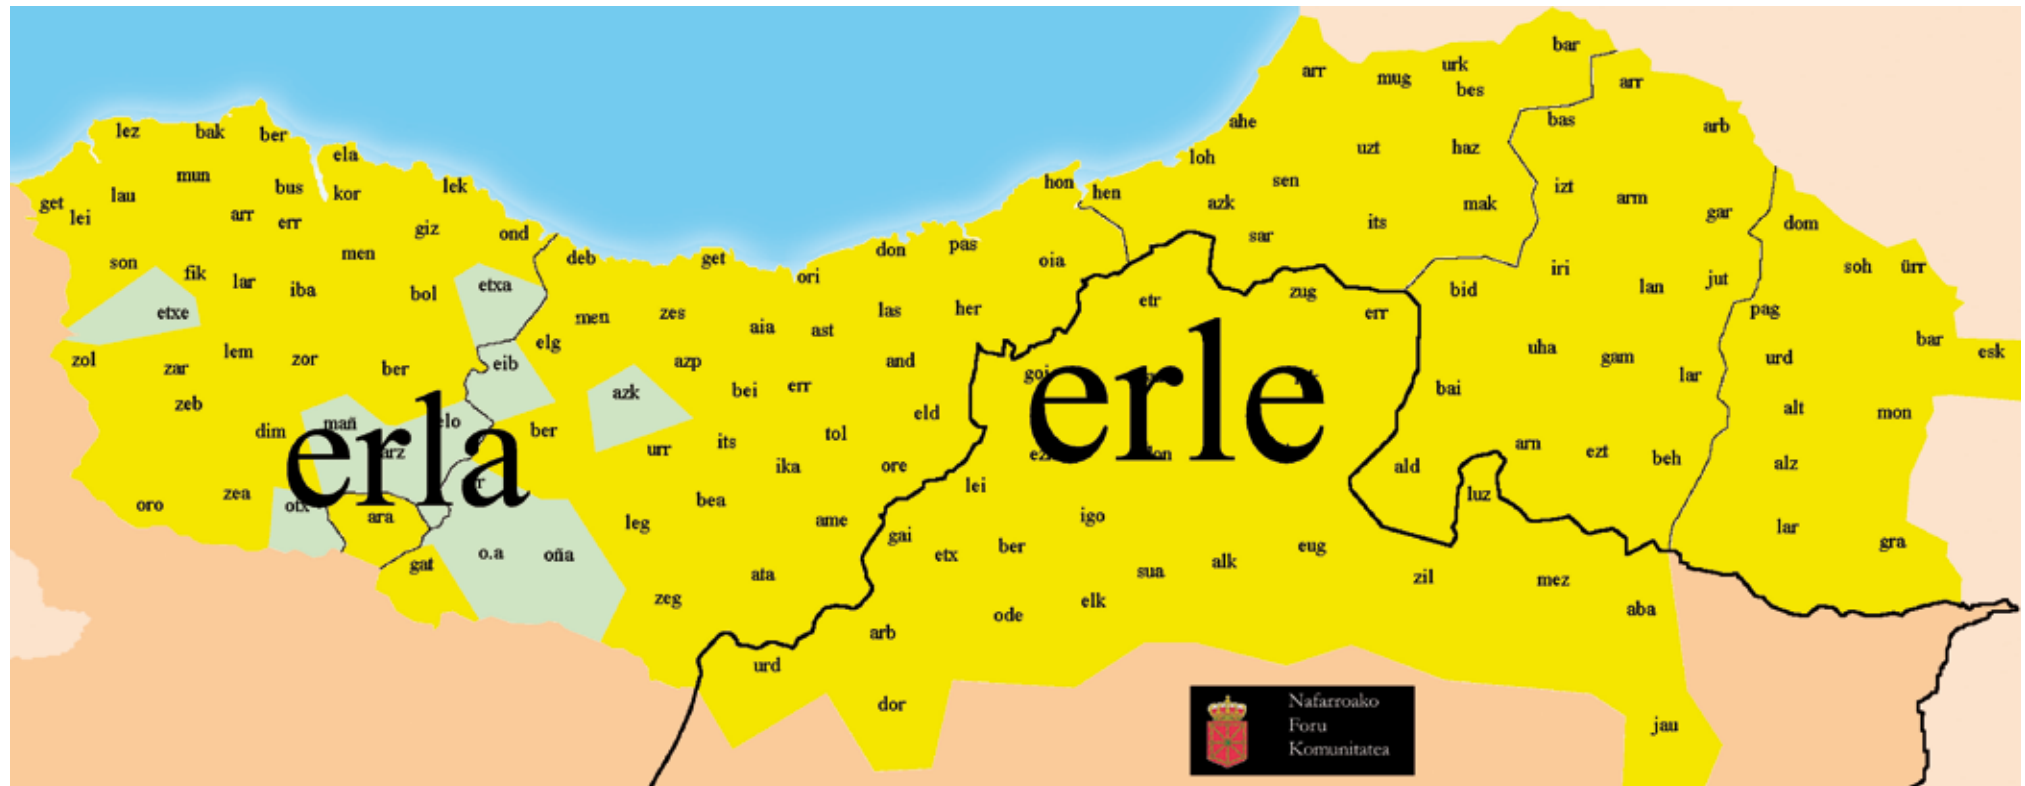 bar
urk
arr
mug
bes
arr
lez
bak
ber
ahe
bas
arb
ela
loh
uzt
haz
mun
lau
bus
kor
lek
hon
hen
sen
izt
get
lei
arr
err
giz
azk
mak
arm
gar
ond
men
don
pas
sar
its
dom
son
fik
lar
iba
bol
etxa
deb
get
ori
oia
iri
soh
ürr
etxe
men
zes
aia
ast
las
her
etr
zug
err
bid
lan
jut
pag
zol
zar
lem
zor
ber
eib
elg
azp
and
uha
gam
lar
urd
bar
esk
zeb
azk
bei
err
goi
bai
dim
mañ
elo
ber
its
tol
eld
alt
mon
erla
erle
arz
urr
ika
ore
ald
arn
ezt
beh
alz
oro
zea
otx
ara
leg
bea
ame
lei
igo
luz
lar
gat
o.a
oña
ata
gai
etx
ber
sua
alk
eug
zil
mez
gra
zeg
ode
elk
aba
arb
urd
dor
jau
Nafarroako
Foru
Komunitatea